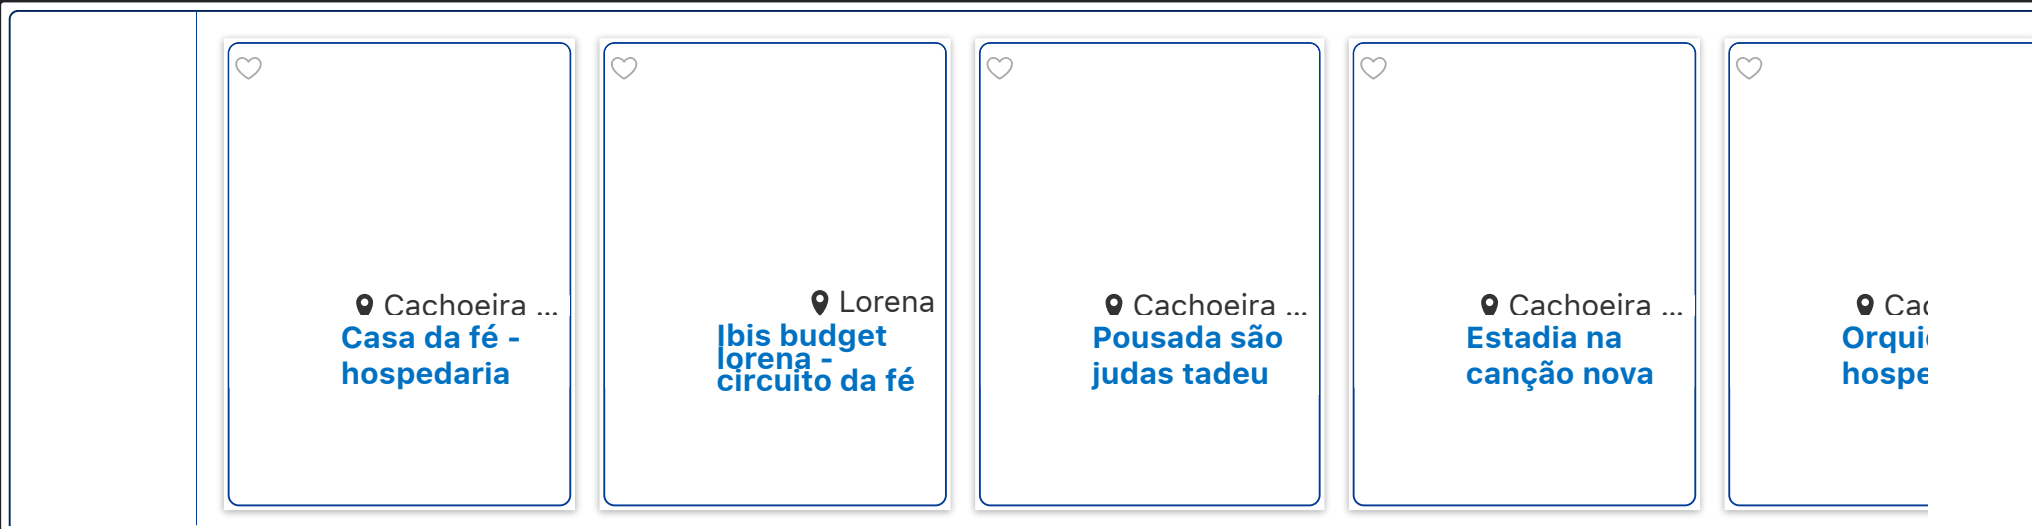 Cachoeira ...
Casa da fé -
hospedaria
Lorena
Ibis budget
lorena -
circuito da fé
Cachoeira ...
Pousada são
judas tadeu
Cachoeira ...
Estadia na
canção nova